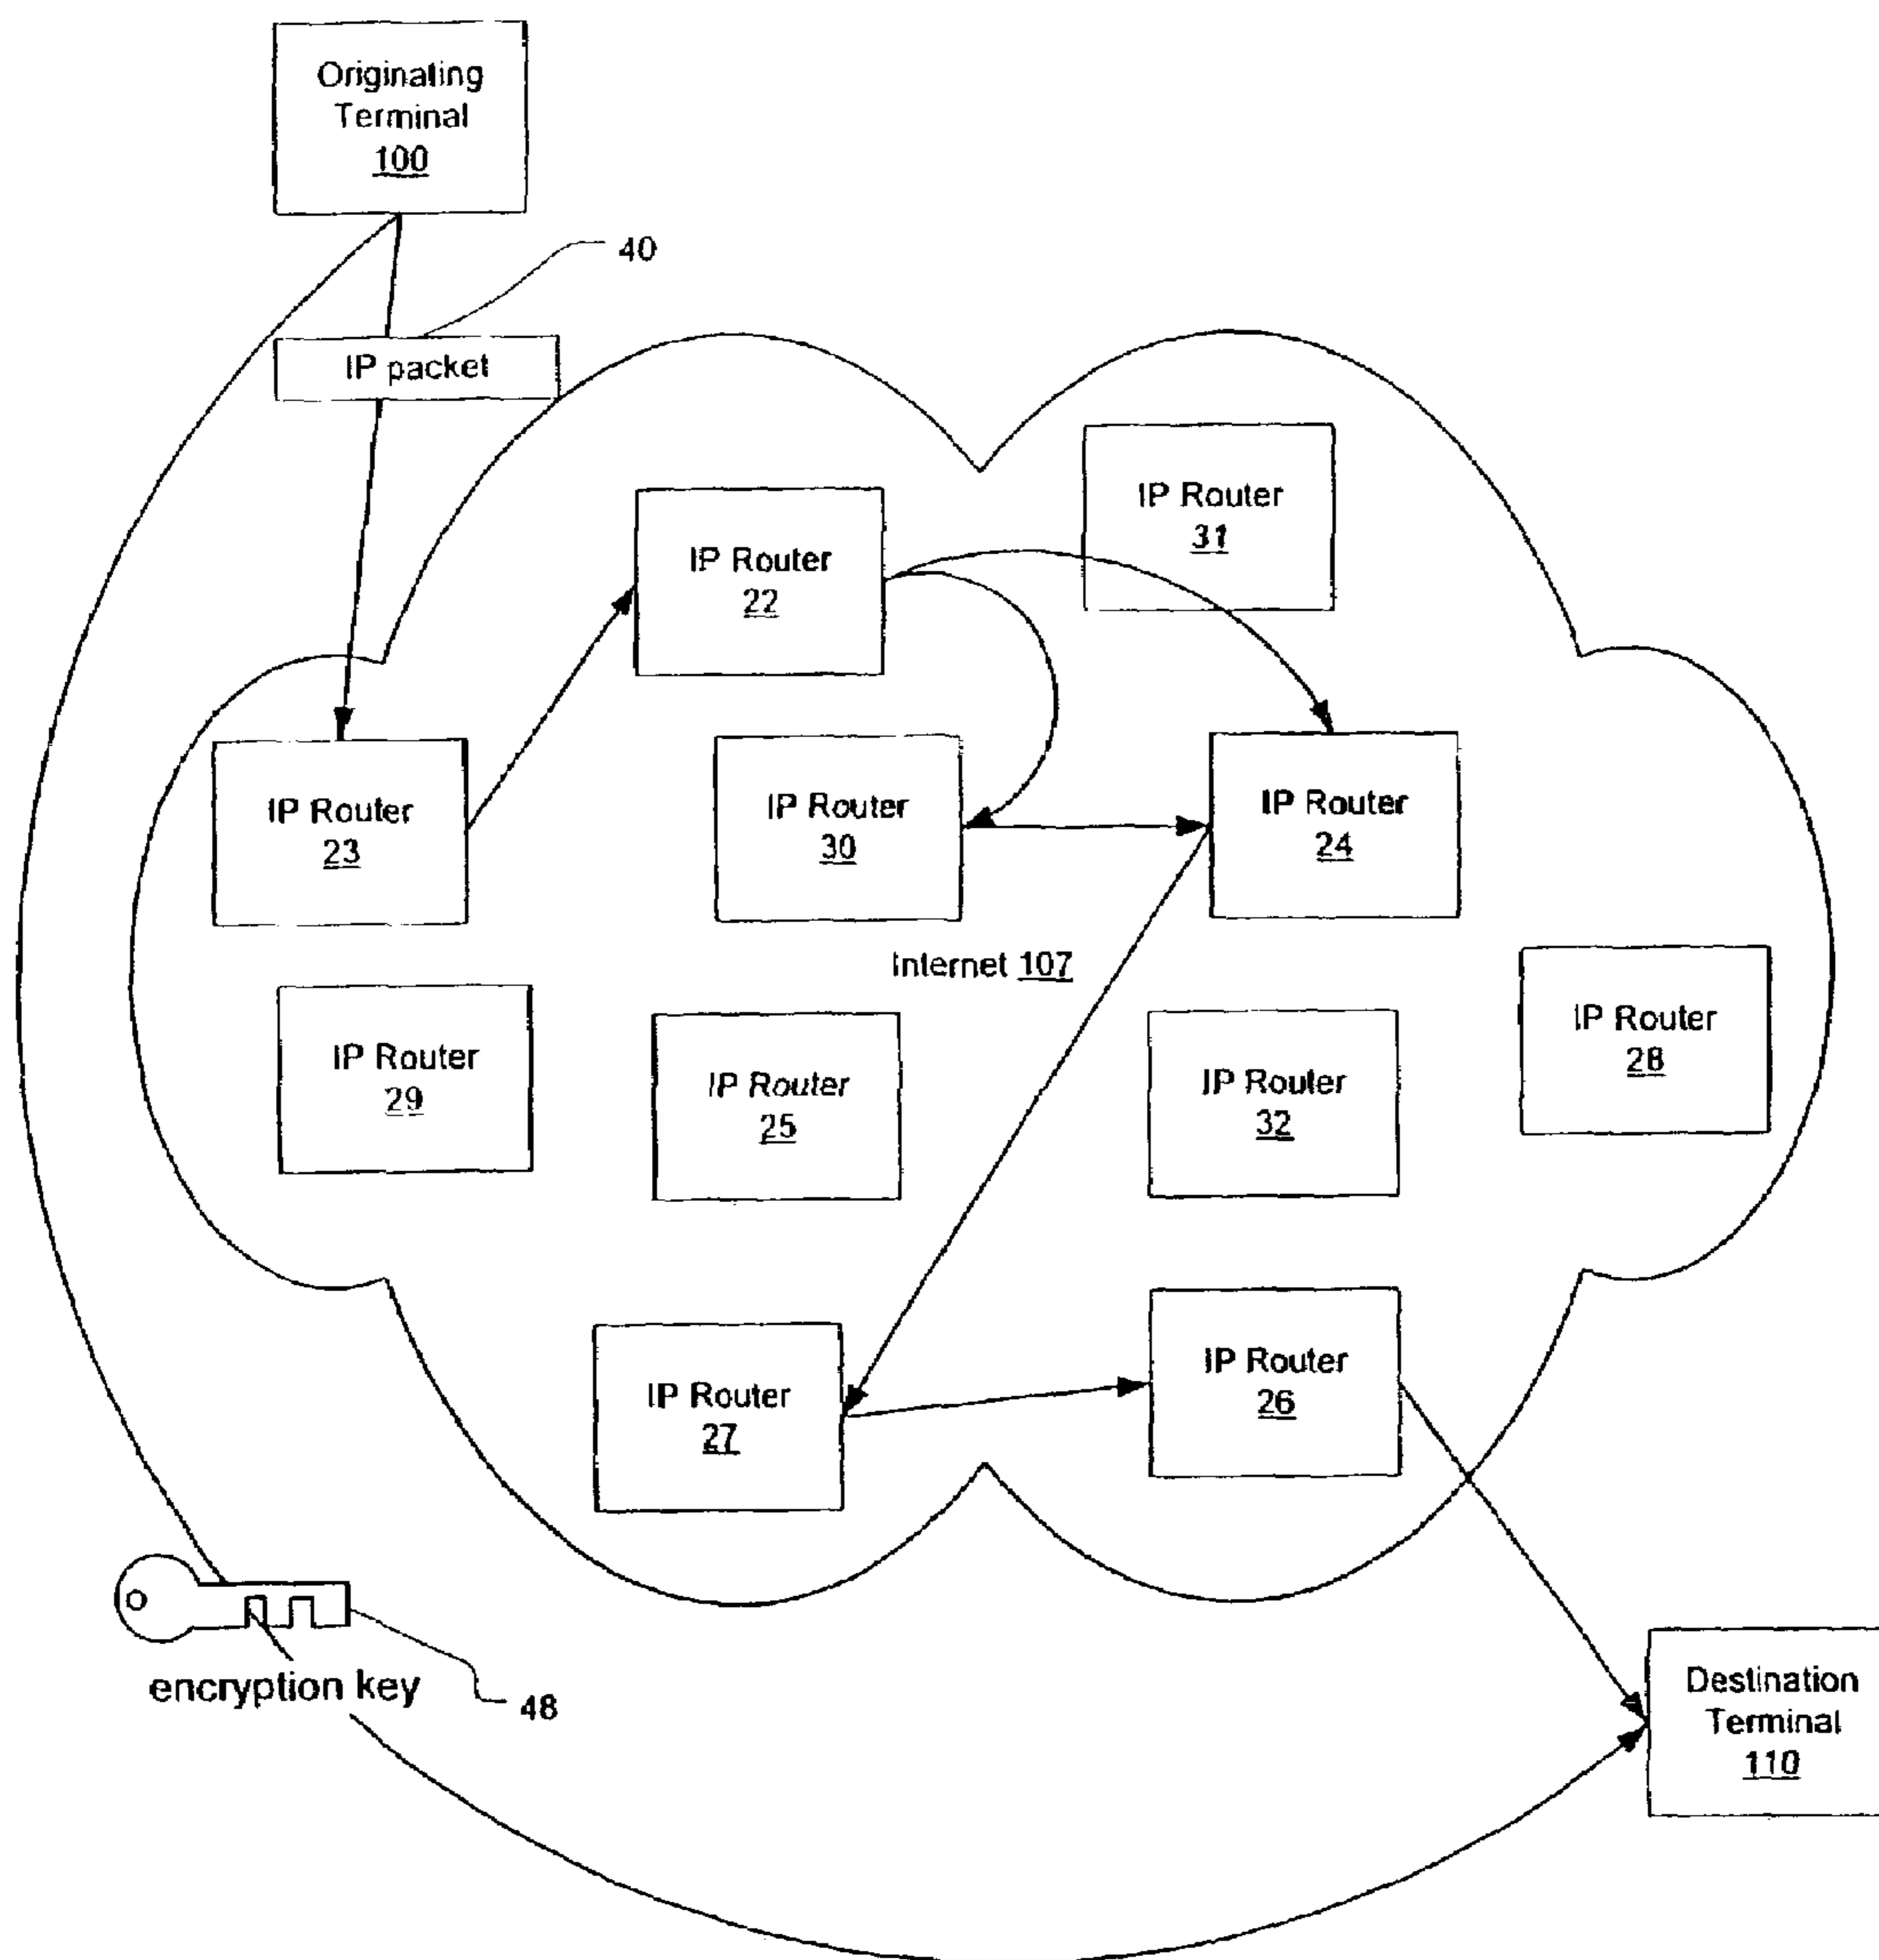 Originating
Terminal
100
40
IP packet
IP Router
31
IP Router
22
IP Router
23
IP Router
30
IP Router
24
Internet 107
IP Router
28
IP Router
29
IP Router
25
IP Router
32
IP Router
27
IP Router
26
encryption key
48
Destination
Terminal
110